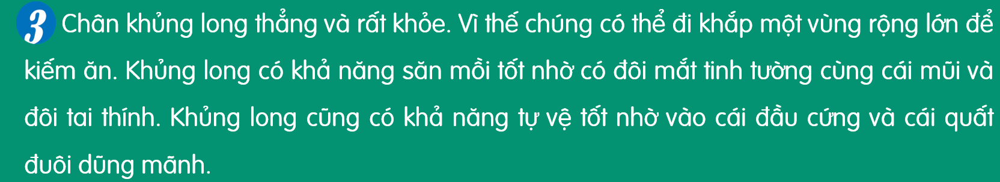 3 Chân khủng long thẳng và rất khỏe. Vì thế chúng có thể đi khắp một vùng rộng lớn để
kiếm ăn. Khủng long có khả năng săn mồi tốt nhờ có đôi mắt tinh tường cùng cái mũi và
đôi tai thính. Khủng long cũng có khả năng tự vệ tốt nhờ vào cái đầu cứng và cái quất
đuôi dũng mãnh.